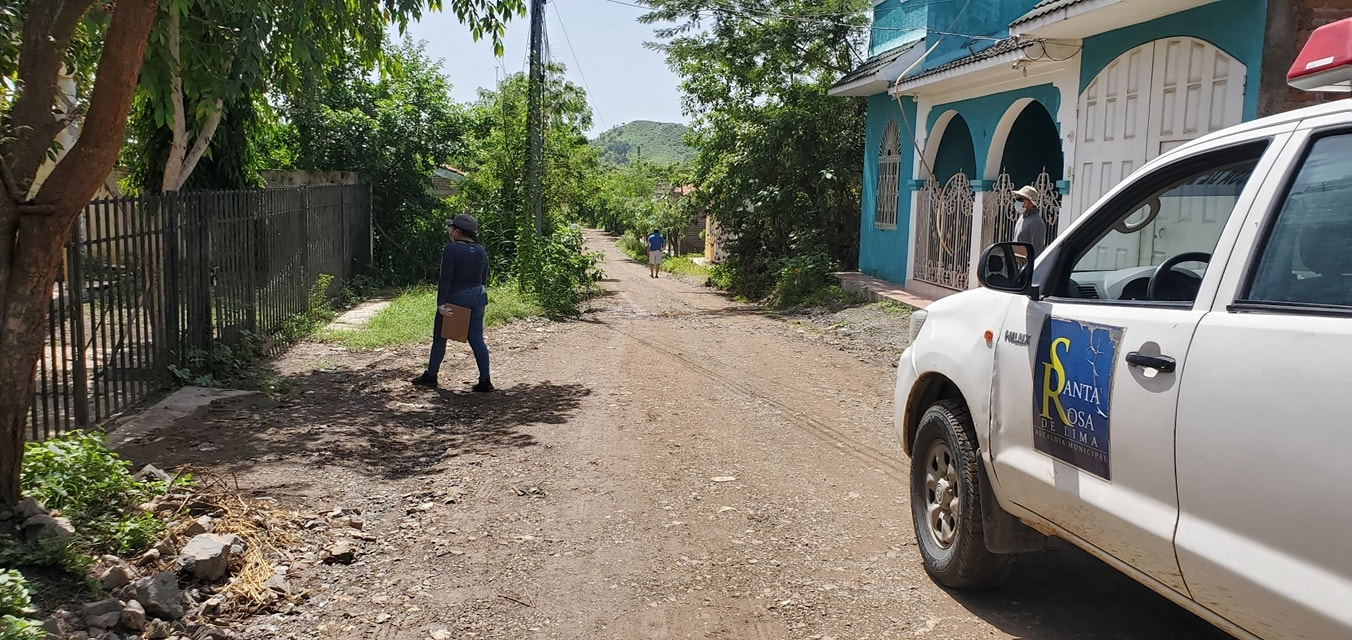 HILUX
SANTA
ROSA
DE LIMA
ALCALDIA MUNICIPAL